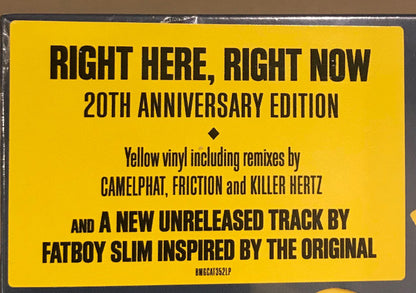 RIGHT HERE, RIGHT NOW
20TH ANNIVERSARY EDITION
Yellow vinyl including remixes by
CAMELPHAT, FRICTION and KILLER HERTZ
AND A NEW UNRELEASED TRACK BY
FATBOY SLIM INSPIRED BY THE ORIGINAL
BMGCAT352LP